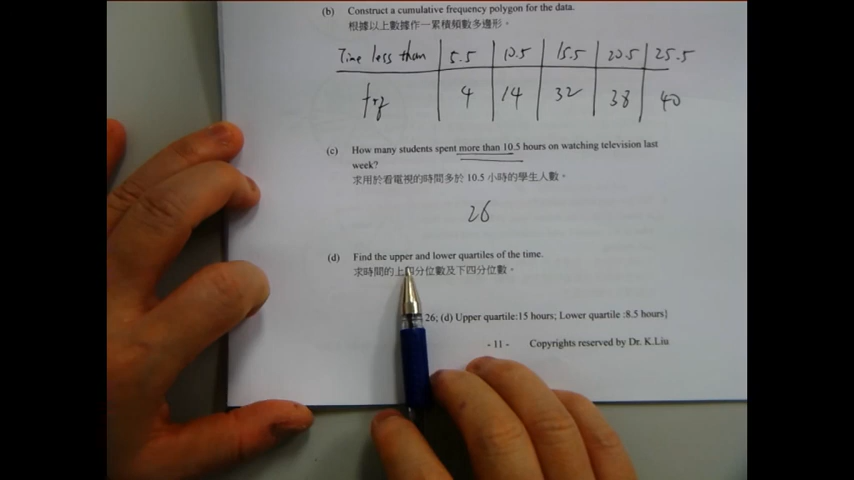 (b) Construct a cumulative frequency polygon for the data.
根據以上數據作一累積頻數多邊形。
Time less than 5.5 10.5 15.5 20.5 25.5
4 14 32 38 40
(c) How many students spent more than 10.5 hours on watching television last
week?
求用於看電視的時間多於 10.5 小時的學生人數。
26
(d) Find the upper and lower quartiles of the time.
求時間的上四分位數及下四分位數。
26; (d) Upper quartile:15 hours; Lower quartile :8.5 hours}
- 11 - Copyrights reserved by Dr. K.Liu